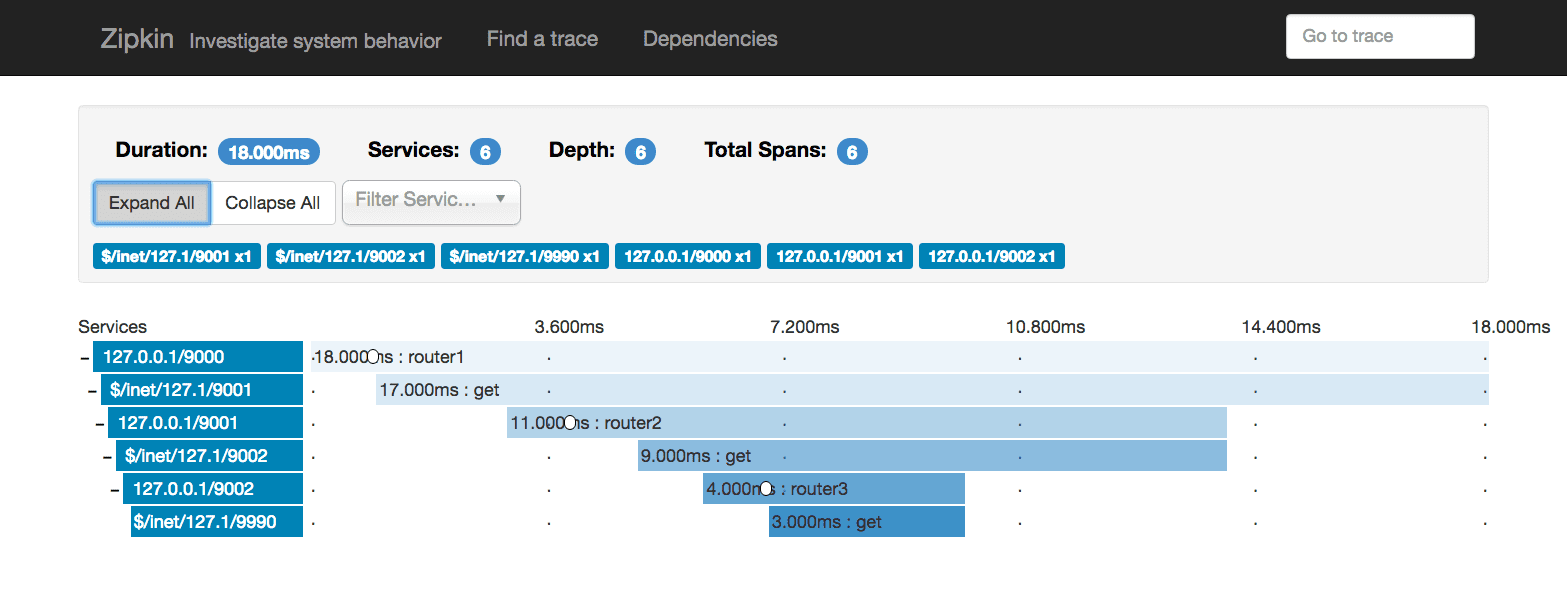 Zipkin Investigate system behavior Find a trace Dependencies Go to trace
Duration: 18.000ms Services: 6 Depth: 6 Total Spans: 6
Expand All Collapse All Filter Servic...
$/inet/127.1/9001 x1 $/inet/127.1/9002 x1 $/inet/127.1/9990 x1 127.0.0.1/9000 x1 127.0.0.1/9001 x1 127.0.0.1/9002 x1
Services 3.600ms 7.200ms 10.800ms 14.400ms 18.000ms
127.0.0.1/9000 18.000ms : router1
$/inet/127.1/9001 17.000ms : get
127.0.0.1/9001 11.000ms : router2
$/inet/127.1/9002 9.000ms : get
127.0.0.1/9002 4.000ms : router3
$/inet/127.1/9990 3.000ms : get